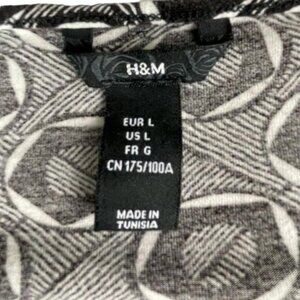 H&M
EUR L
US L
FR G
CN 175/100A
MADE IN
TUNISIA